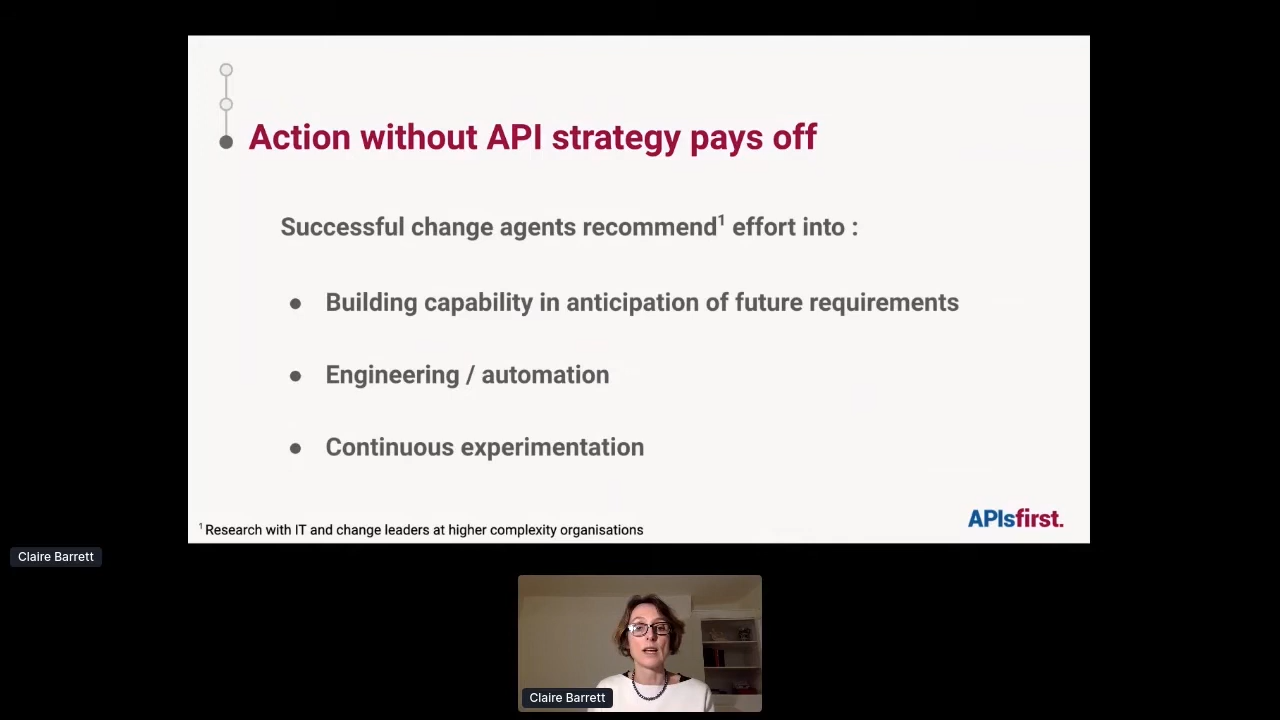 Action without API strategy pays off
Successful change agents recommend¹ effort into :
● Building capability in anticipation of future requirements
● Engineering / automation
● Continuous experimentation
¹ Research with IT and change leaders at higher complexity organisations
APIsfirst.
Claire Barrett
Claire Barrett